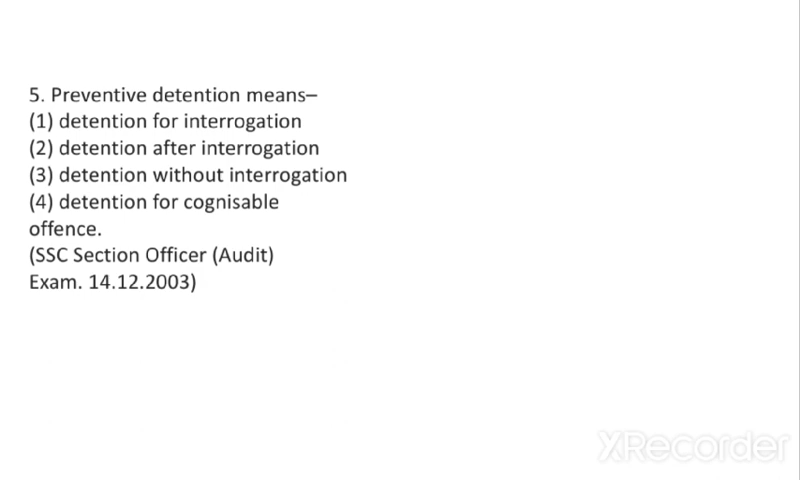 5. Preventive detention means–
(1) detention for interrogation
(2) detention after interrogation
(3) detention without interrogation
(4) detention for cognisable
offence.
(SSC Section Officer (Audit)
Exam. 14.12.2003)
XRecorder